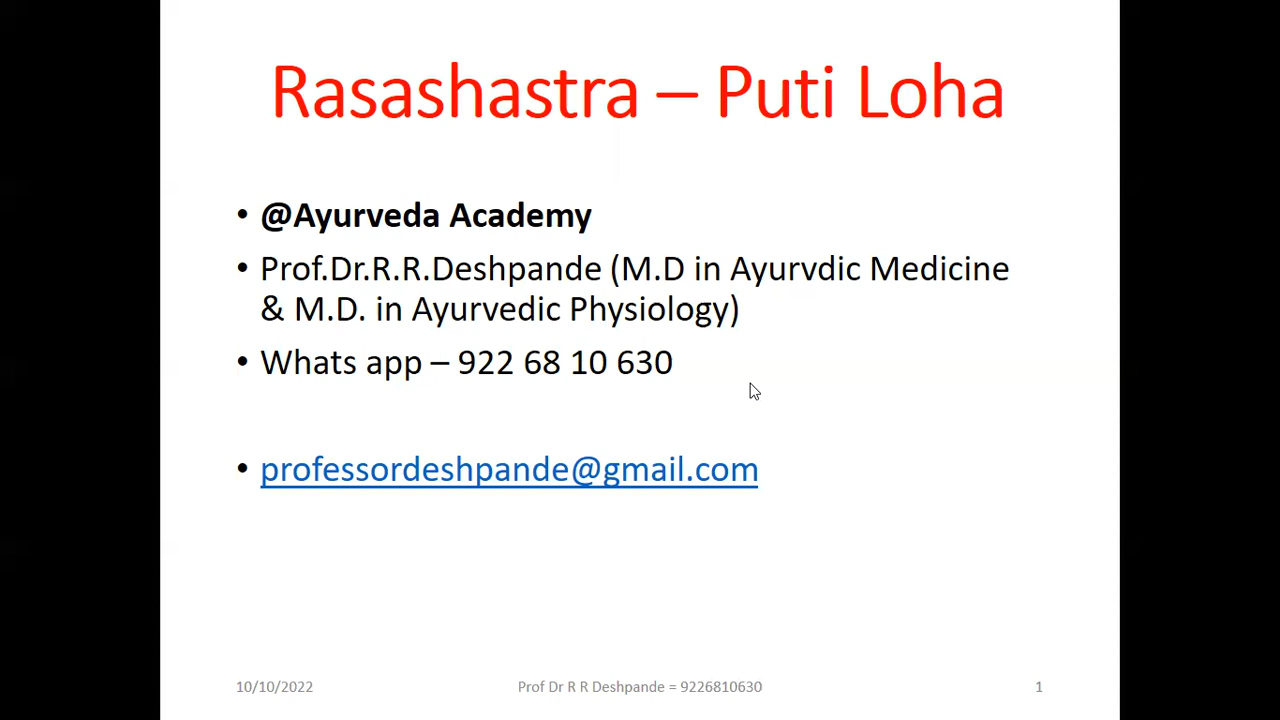 Rasashastra – Puti Loha
• @Ayurveda Academy
• Prof.Dr.R.R.Deshpande (M.D in Ayurvdic Medicine
& M.D. in Ayurvedic Physiology)
• Whats app – 922 68 10 630
• professordeshpande@gmail.com
10/10/2022 Prof Dr R R Deshpande = 9226810630 1